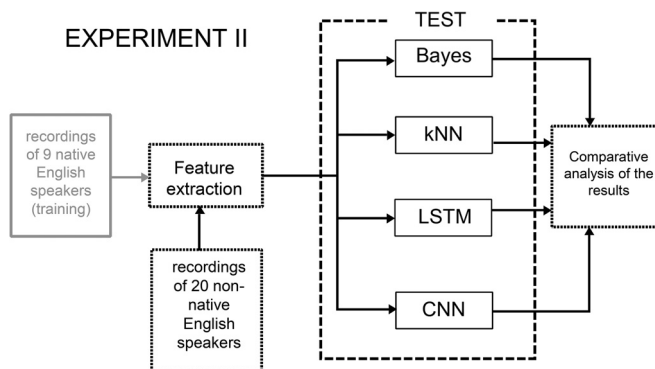 EXPERIMENT II
TEST
recordings
of 9 native
English
speakers
(training)
Feature
extraction
recordings
of 20 non-
native
English
speakers
Bayes
kNN
LSTM
CNN
Comparative
analysis of the
results